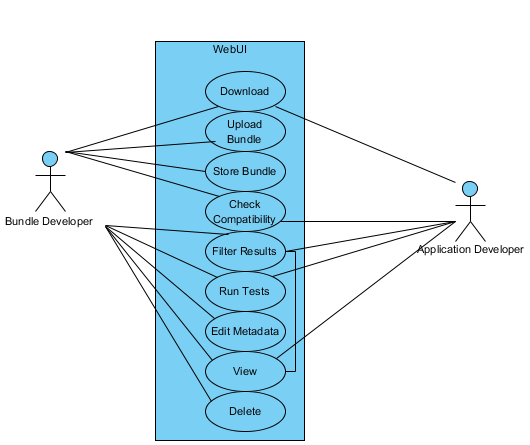 WebUI
Download
Upload
Bundle
Store Bundle
Check
Compatibility
Filter Results
Run Tests
Edit Metadata
View
Delete
Bundle Developer
Application Developer